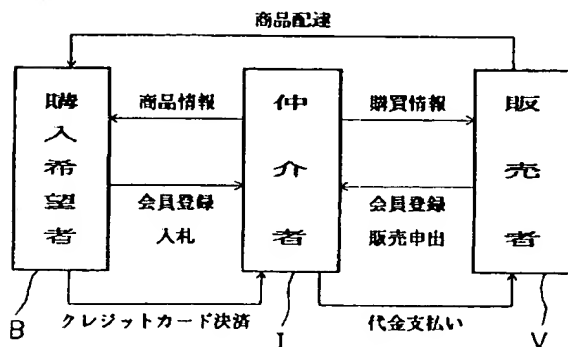 商品配達
購入希望者
商品情報
仲介者
購買情報
販売者
会員登録
入札
会員登録
販売申出
B
クレジットカード決済
I
代金支払い
V